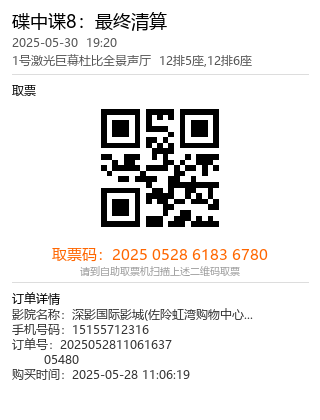 碟中谍8：最终清算
2025-05-30 19:20
1号激光巨幕杜比全景声厅 12排5座,12排6座
取票
取票码：2025 0528 6183 6780
请到自助取票机扫描上述二维码取票
订单详情
影院名称：深影国际影城(佐阾虹湾购物中心...
手机号码：15155712316
订单号：2025052811061637
05480
购买时间：2025-05-28 11:06:19